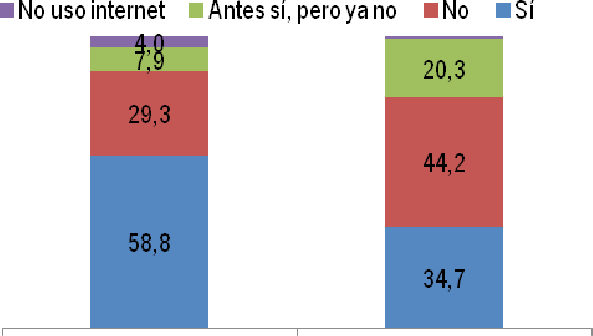 No uso internet Antes sí, pero ya no No Sí
4,0
7,9 20,3
29,3 44,2
58,8 34,7